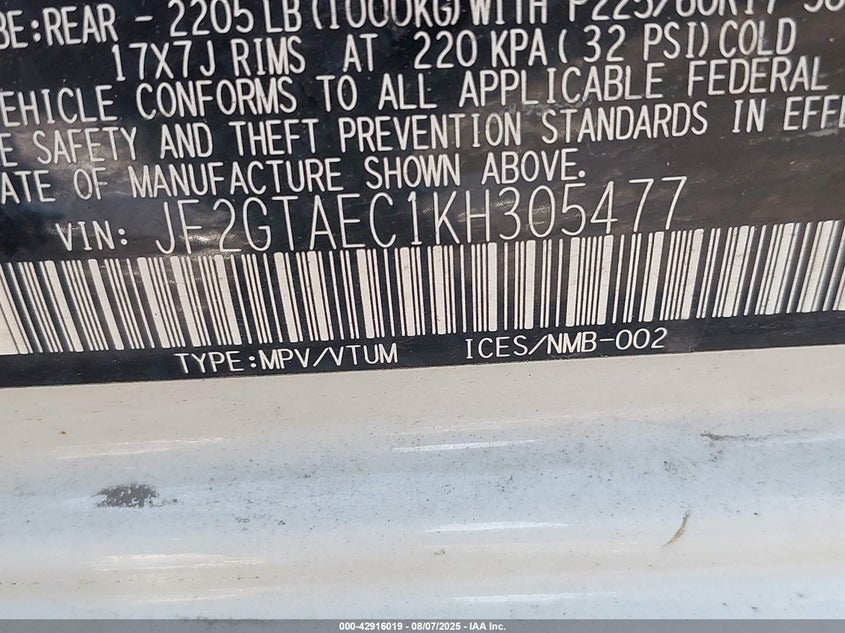 BE:REAR - 2205 LB (1000KG) WITH P225/60R17
17X7J RIMS AT 220 KPA ( 32 PSI) COLD
EHICLE CONFORMS TO ALL APPLICABLE FEDERAL
E SAFETY AND THEFT PREVENTION STANDARDS IN EFFE
ATE OF MANUFACTURE SHOWN ABOVE.
VIN: JF2GTAEC1KH305477
TYPE:MPV/VTUM ICES/NMB-002
000-42916019 - 08/07/2025 - IAA Inc.